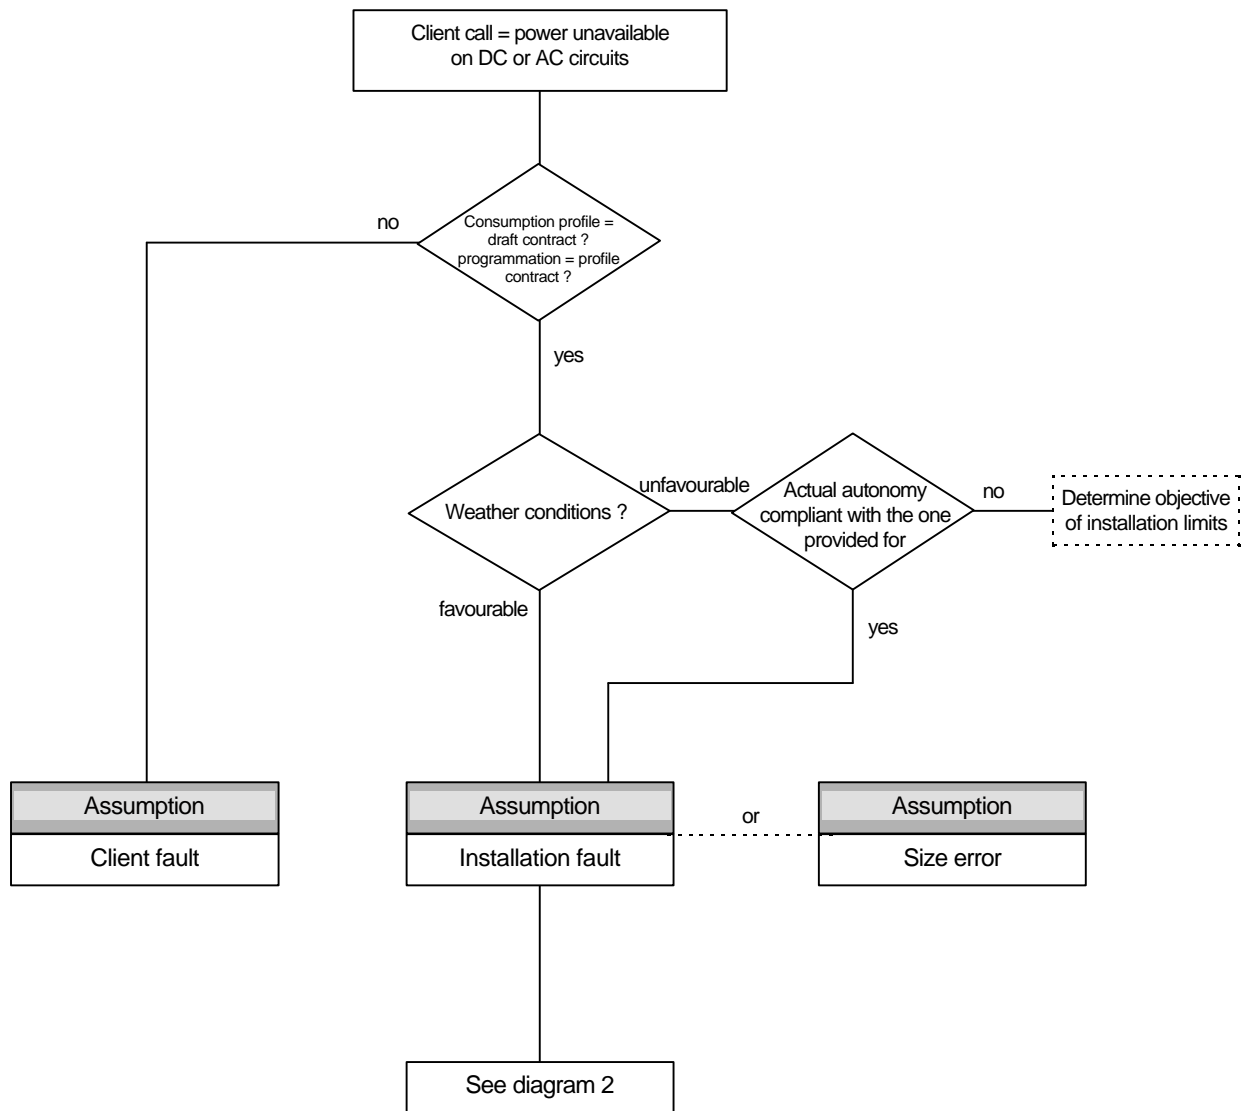 Client call = power unavailable
on DC or AC circuits
no
Consumption profile =
draft contract ?
programmation = profile
contract ?
yes
Weather conditions ?
unfavourable
Actual autonomy
compliant with the one
provided for
no
Determine objective
of installation limits
favourable
yes
Assumption
Client fault
Assumption
Installation fault
or
Assumption
Size error
See diagram 2